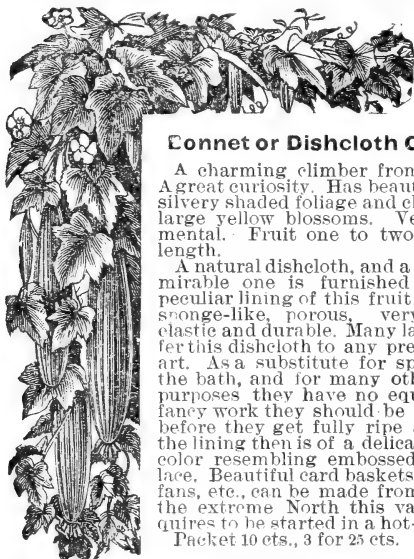 Bonnet or Dishcloth
A charming climber from
A great curiosity. Has beau
silvery shaded foliage and cl
large yellow blossoms. Ve
mental. Fruit one to two
length.
A natural dishcloth, and a
mirable one is furnished
peculiar lining of this fruit
sponge-like, porous, ver
elastic and durable. Many la
fer this dishcloth to any pre
art. As a substitute for sp
the bath, and for many oth
purposes they have no equ
fancy work they should be
before they get fully ripe a
the lining then is of a delica
color resembling embossed
lace. Beautiful card baskets
fans, etc., can be made from
the extreme North this va
quires to be started in a hot-
Packet 10 cts., 3 for 25 cts.